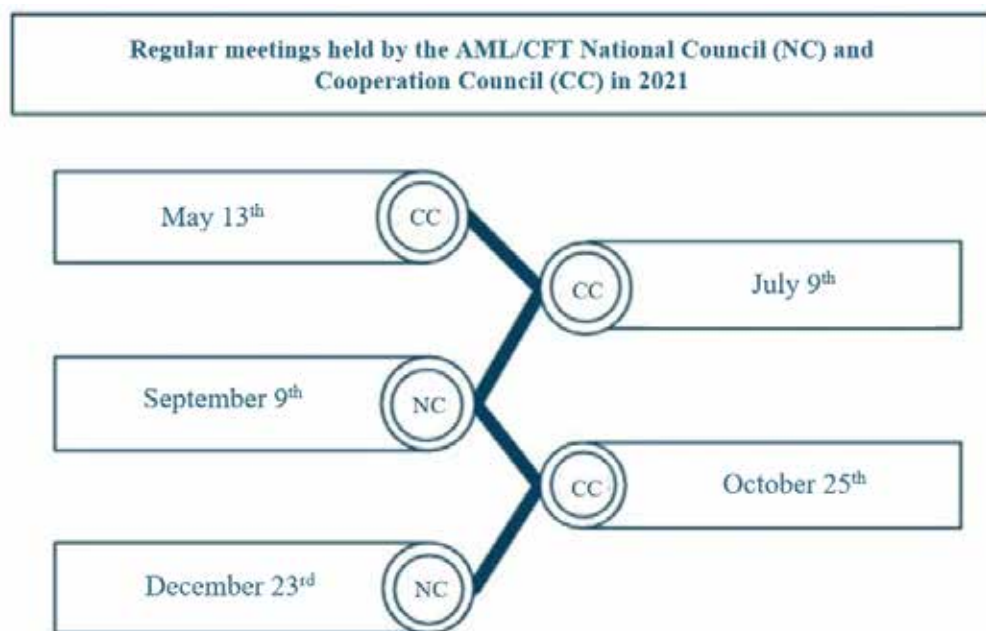 Regular meetings held by the AML/CFT National Council (NC) and
Cooperation Council (CC) in 2021
May 13th
CC
CC
July 9th
September 9th
NC
CC
October 25th
December 23rd
NC